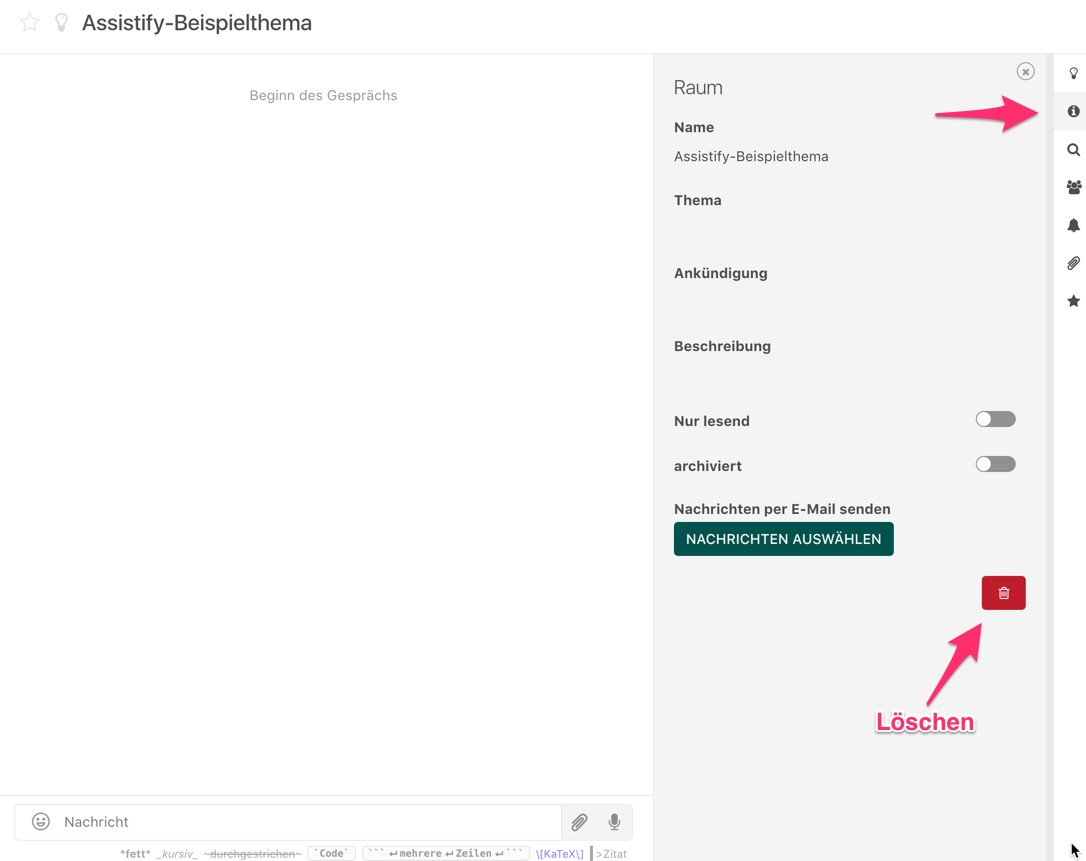 Assistify-Beispielthema
Beginn des Gesprächs
Raum
Name
Assistify-Beispielthema
Thema
Ankündigung
Beschreibung
Nur lesend
archiviert
Nachrichten per E-Mail senden
NACHRICHTEN AUSWÄHLEN
Löschen
Nachricht
*fett* _kursiv_ ~durchgestrichen~ `Code` ```↵mehrere↵Zeilen↵``` \[KaTeX\] >Zitat